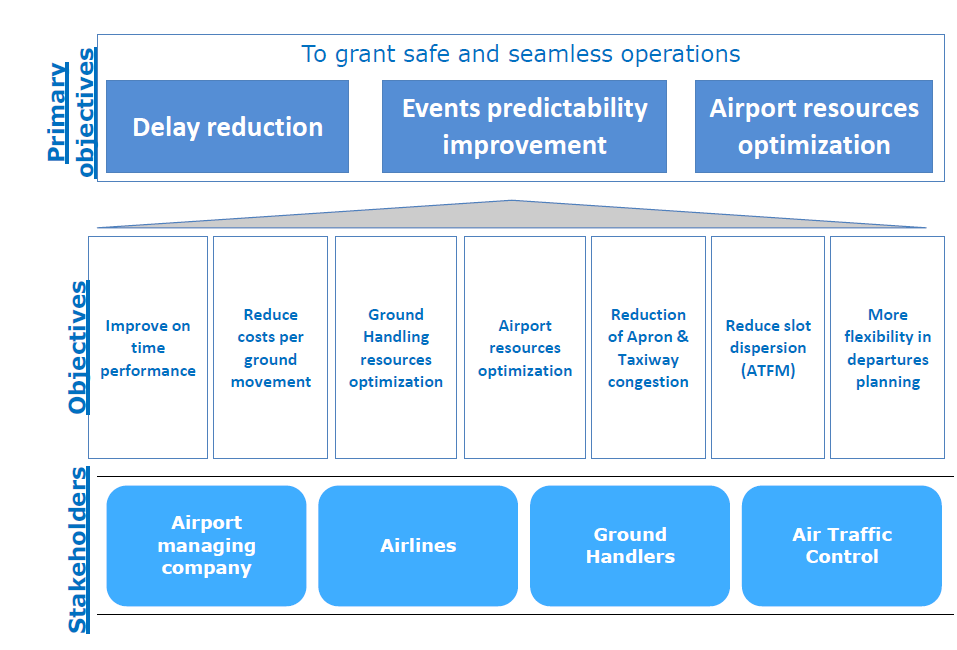 Primary
objectives
To grant safe and seamless operations
Delay reduction
Events predictability
improvement
Airport resources
optimization
Objectives
Improve on
time
performance
Reduce
costs per
ground
movement
Ground
Handling
resources
optimization
Airport
resources
optimization
Reduction
of Apron &
Taxiway
congestion
Reduce slot
dispersion
(ATFM)
More
flexibility in
departures
planning
Stakeholders
Airport
managing
company
Airlines
Ground
Handlers
Air Traffic
Control